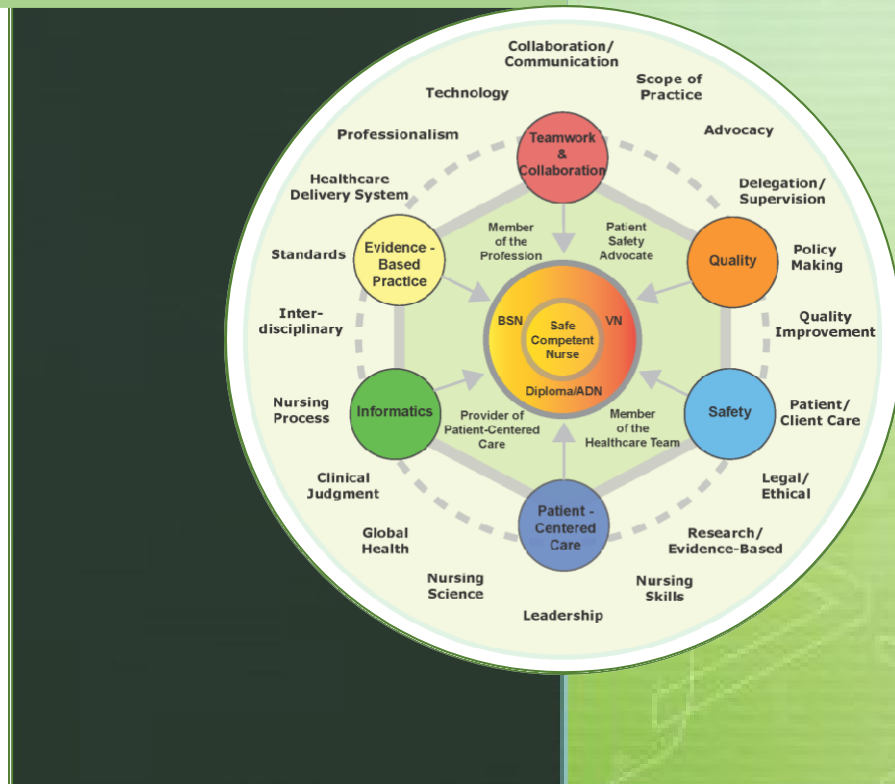 Collaboration/
Communication
Scope of
Practice
Technology
Advocacy
Professionalism
Teamwork
&
Collaboration
Healthcare
Delivery System
Delegation/
Supervision
Member
of the
Profession
Patient
Safety
Advocate
Standards
Evidence -
Based
Practice
Quality
Policy
Making
Inter-
disciplinary
BSN
VN
Safe
Competent
Nurse
Diploma/ADN
Quality
Improvement
Nursing
Process
Informatics
Provider of
Patient-Centered
Care
Member
of the
Healthcare Team
Safety
Patient/
Client Care
Clinical
Judgment
Legal/
Ethical
Patient -
Centered
Care
Global
Health
Research/
Evidence-Based
Nursing
Science
Nursing
Skills
Leadership